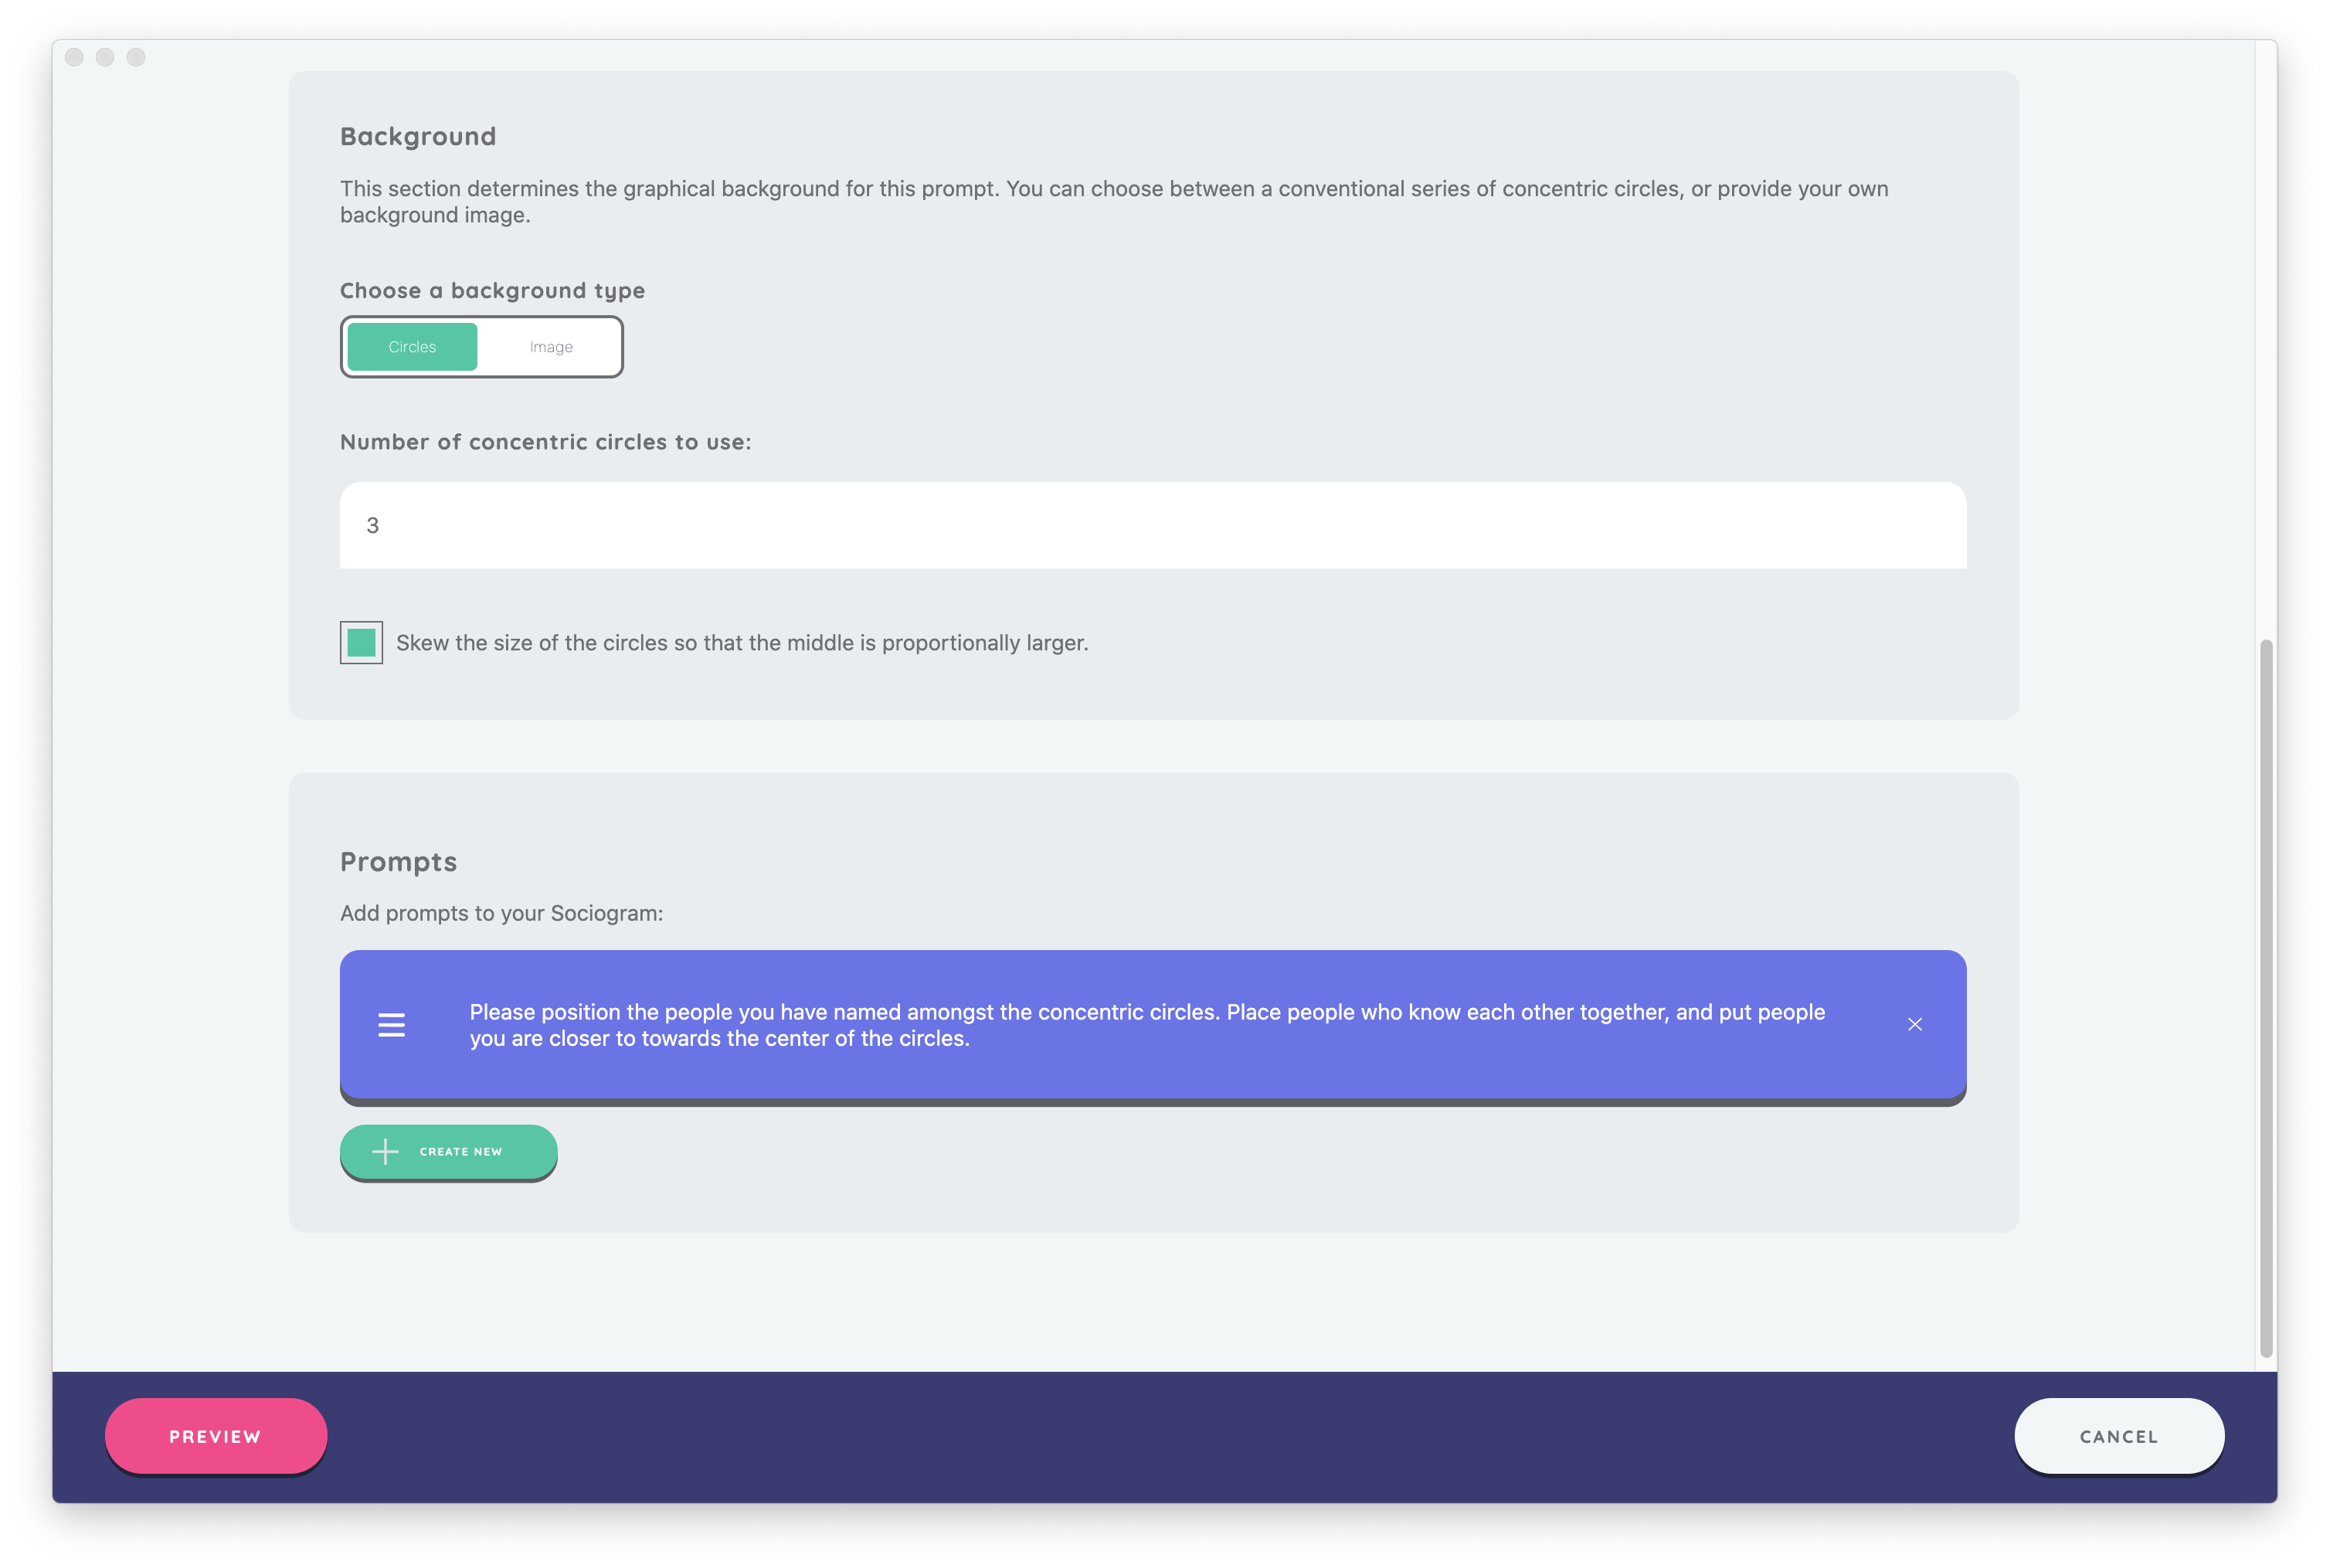 Background
This section determines the graphical background for this prompt. You can choose between a conventional series of concentric circles, or provide your own
background image.
Choose a background type
Circles Image
Number of concentric circles to use:
3
Skew the size of the circles so that the middle is proportionally larger.
Prompts
Add prompts to your Sociogram:
Please position the people you have named amongst the concentric circles. Place people who know each other together, and put people
you are closer to towards the center of the circles.
CREATE NEW
PREVIEW CANCEL